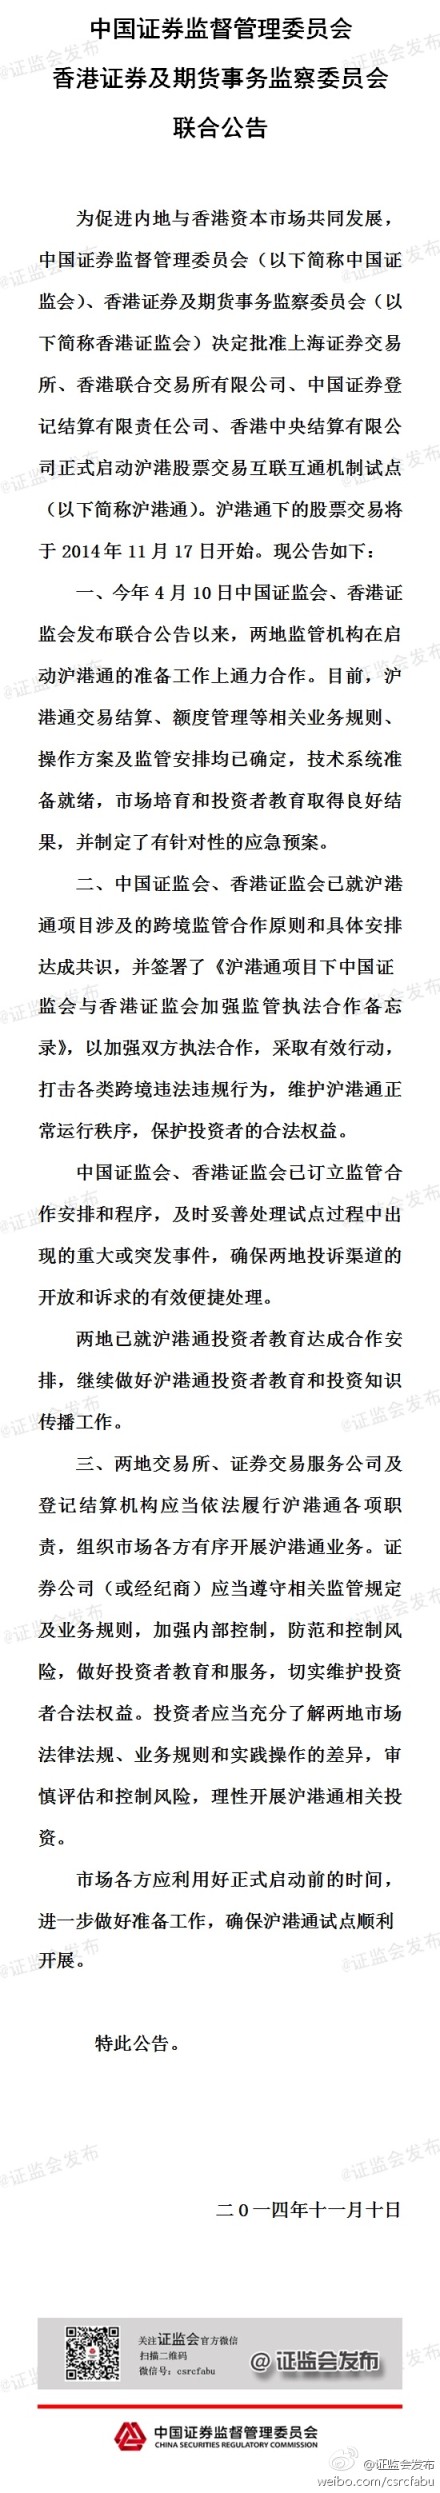 中国证券监督管理委员会
香港证券及期货事务监察委员会
联合公告
为促进内地与香港资本市场共同发展，
中国证券监督管理委员会（以下简称中国证
监会）、香港证券及期货事务监察委员会（以
下简称香港证监会）决定批准上海证券交易
所、香港联合交易所有限公司、中国证券登
记结算有限责任公司、香港中央结算有限公
司正式启动沪港股票交易互联互通机制试点
（以下简称沪港通）。沪港通下的股票交易将
于 2014 年 11 月 17 日开始。现公告如下：
一、今年 4 月 10 日中国证监会、香港证
监会发布联合公告以来，两地监管机构在启
动沪港通的准备工作上通力合作。目前，沪
港通交易结算、额度管理等相关业务规则、
操作方案及监管安排均已确定，技术系统准
备就绪，市场培育和投资者教育取得良好结
果，并制定了有针对性的应急预案。
二、中国证监会、香港证监会已就沪港
通项目涉及的跨境监管合作原则和具体安排
达成共识，并签署了《沪港通项目下中国证
监会与香港证监会加强监管执法合作备忘
录》，以加强双方执法合作，采取有效行动，
打击各类跨境违法违规行为，维护沪港通正
常运行秩序，保护投资者的合法权益。
中国证监会、香港证监会已订立监管合
作安排和程序，及时妥善处理试点过程中出
现的重大或突发事件，确保两地投诉渠道的
开放和诉求的有效便捷处理。
两地已就沪港通投资者教育达成合作安
排，继续做好沪港通投资者教育和投资知识
传播工作。
三、两地交易所、证券交易服务公司及
登记结算机构应当依法履行沪港通各项职
责，组织市场各方有序开展沪港通业务。证
券公司（或经纪商）应当遵守相关监管规定
及业务规则，加强内部控制，防范和控制风
险，做好投资者教育和服务，切实维护投资
者合法权益。投资者应当充分了解两地市场
法律法规、业务规则和实践操作的差异，审
慎评估和控制风险，理性开展沪港通相关投
资。
市场各方应利用好正式启动前的时间，
进一步做好准备工作，确保沪港通试点顺利
开展。
特此公告。
二０一四年十一月十日
关注证监会官方微信
扫描二维码
微信号：csrcfabu
@证监会发布
中国证券监督管理委员会
CHINA SECURITIES REGULATORY COMMISSION
@证监会发布
weibo.com/csrcfabu